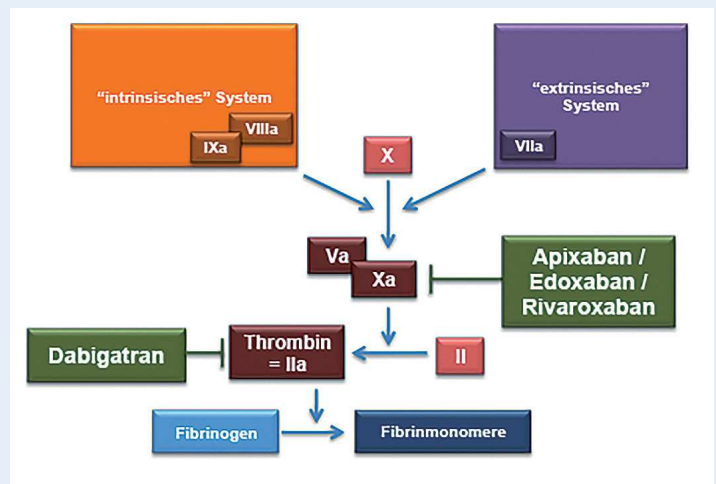 “intrinsisches” System
VIIIa
IXa
“extrinsisches”
System
VIIa
X
Va
Xa
Apixaban /
Edoxaban /
Rivaroxaban
Dabigatran
Thrombin
= IIa
II
Fibrinogen
Fibrinmonomere